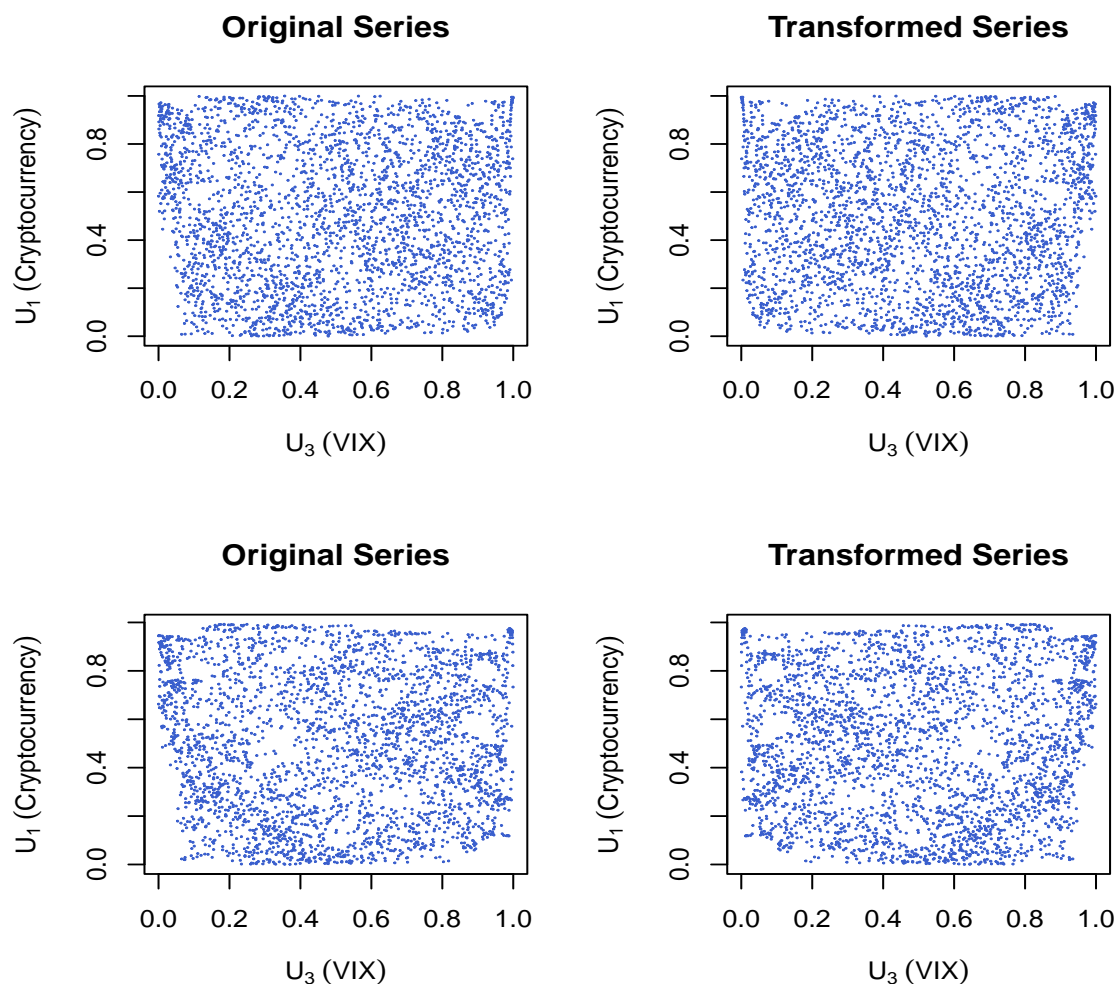 Original Series
U1 (Cryptocurrency)
0.8
0.4
0.0
0.0 0.2 0.4 0.6 0.8 1.0
U3 (VIX)
Transformed Series
U1 (Cryptocurrency)
0.8
0.4
0.0
0.0 0.2 0.4 0.6 0.8 1.0
U3 (VIX)
Original Series
U1 (Cryptocurrency)
0.8
0.4
0.0
0.0 0.2 0.4 0.6 0.8 1.0
U3 (VIX)
Transformed Series
U1 (Cryptocurrency)
0.8
0.4
0.0
0.0 0.2 0.4 0.6 0.8 1.0
U3 (VIX)